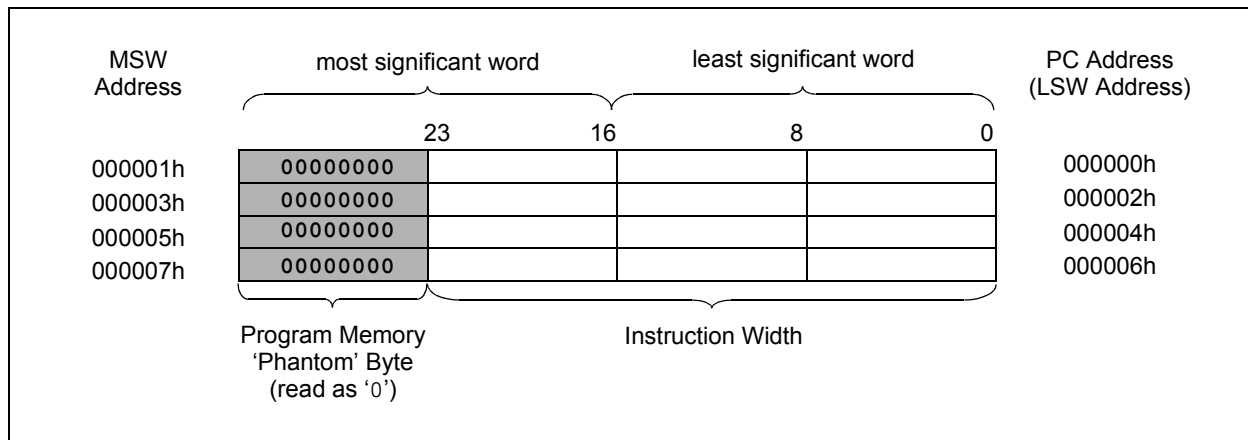 MSW
Address
most significant word
least significant word
PC Address
(LSW Address)
23 16 8 0
000001h 00000000 000000h
000003h 00000000 000002h
000005h 00000000 000004h
000007h 00000000 000006h
Program Memory
‘Phantom’ Byte
(read as ‘0’)
Instruction Width